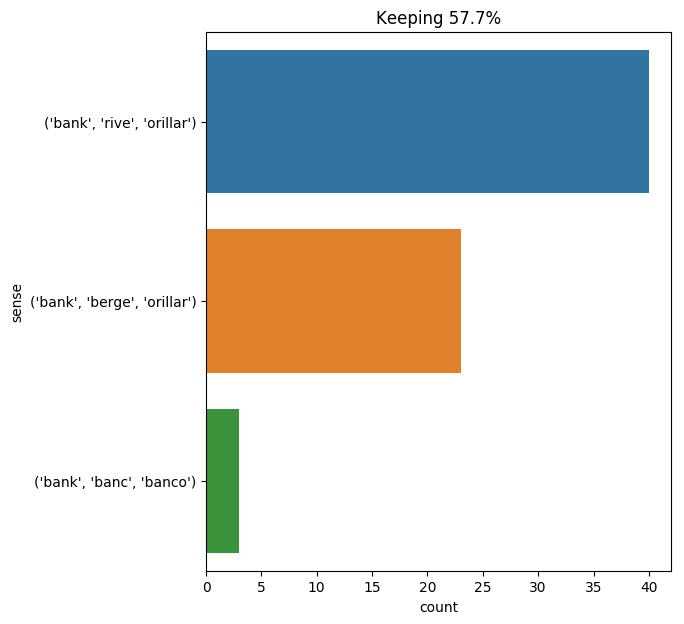 Keeping 57.7%
('bank', 'rive', 'orillar')
('bank', 'berge', 'orillar')
('bank', 'banc', 'banco')
sense
0 5 10 15 20 25 30 35 40
count